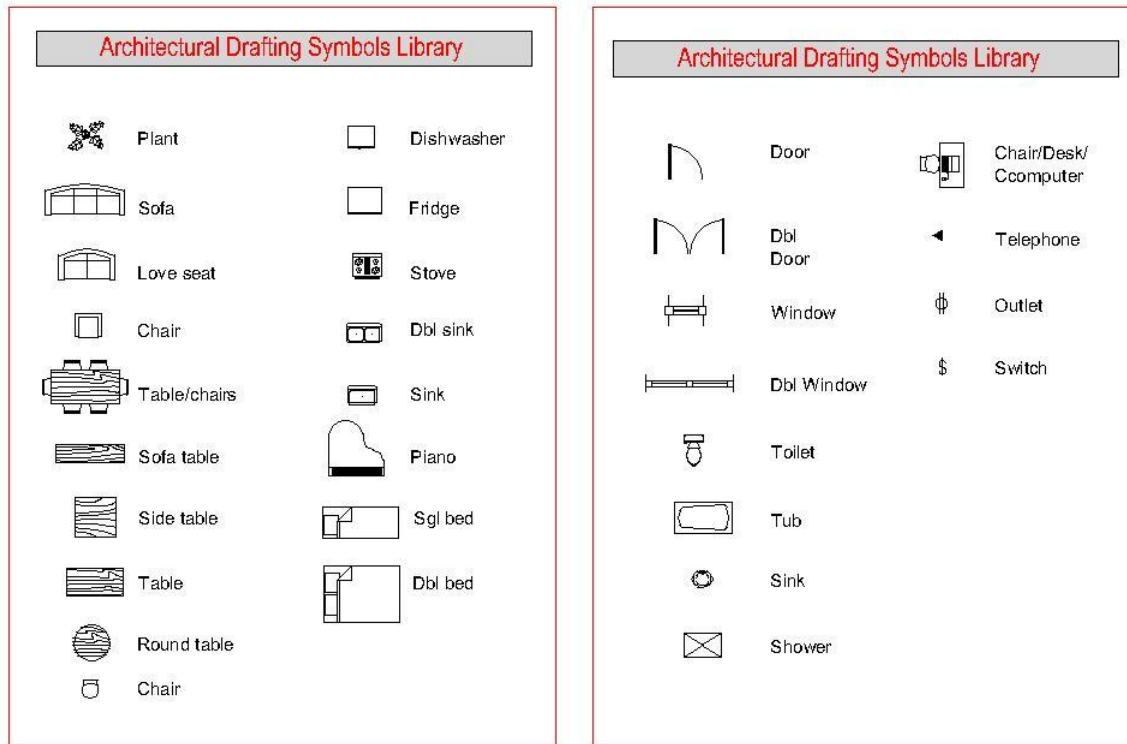 Architectural Drafting Symbols Library
Plant
Sofa
Love seat
Chair
Table/chairs
Sofa table
Side table
Table
Round table
Chair
Dishwasher
Fridge
Stove
Dbl sink
Sink
Piano
Sgl bed
Dbl bed
Architectural Drafting Symbols Library
Door
Dbl
Door
Window
Dbl Window
Toilet
Tub
Sink
Shower
Chair/Desk/
Ccomputer
Telephone
Outlet
$ Switch